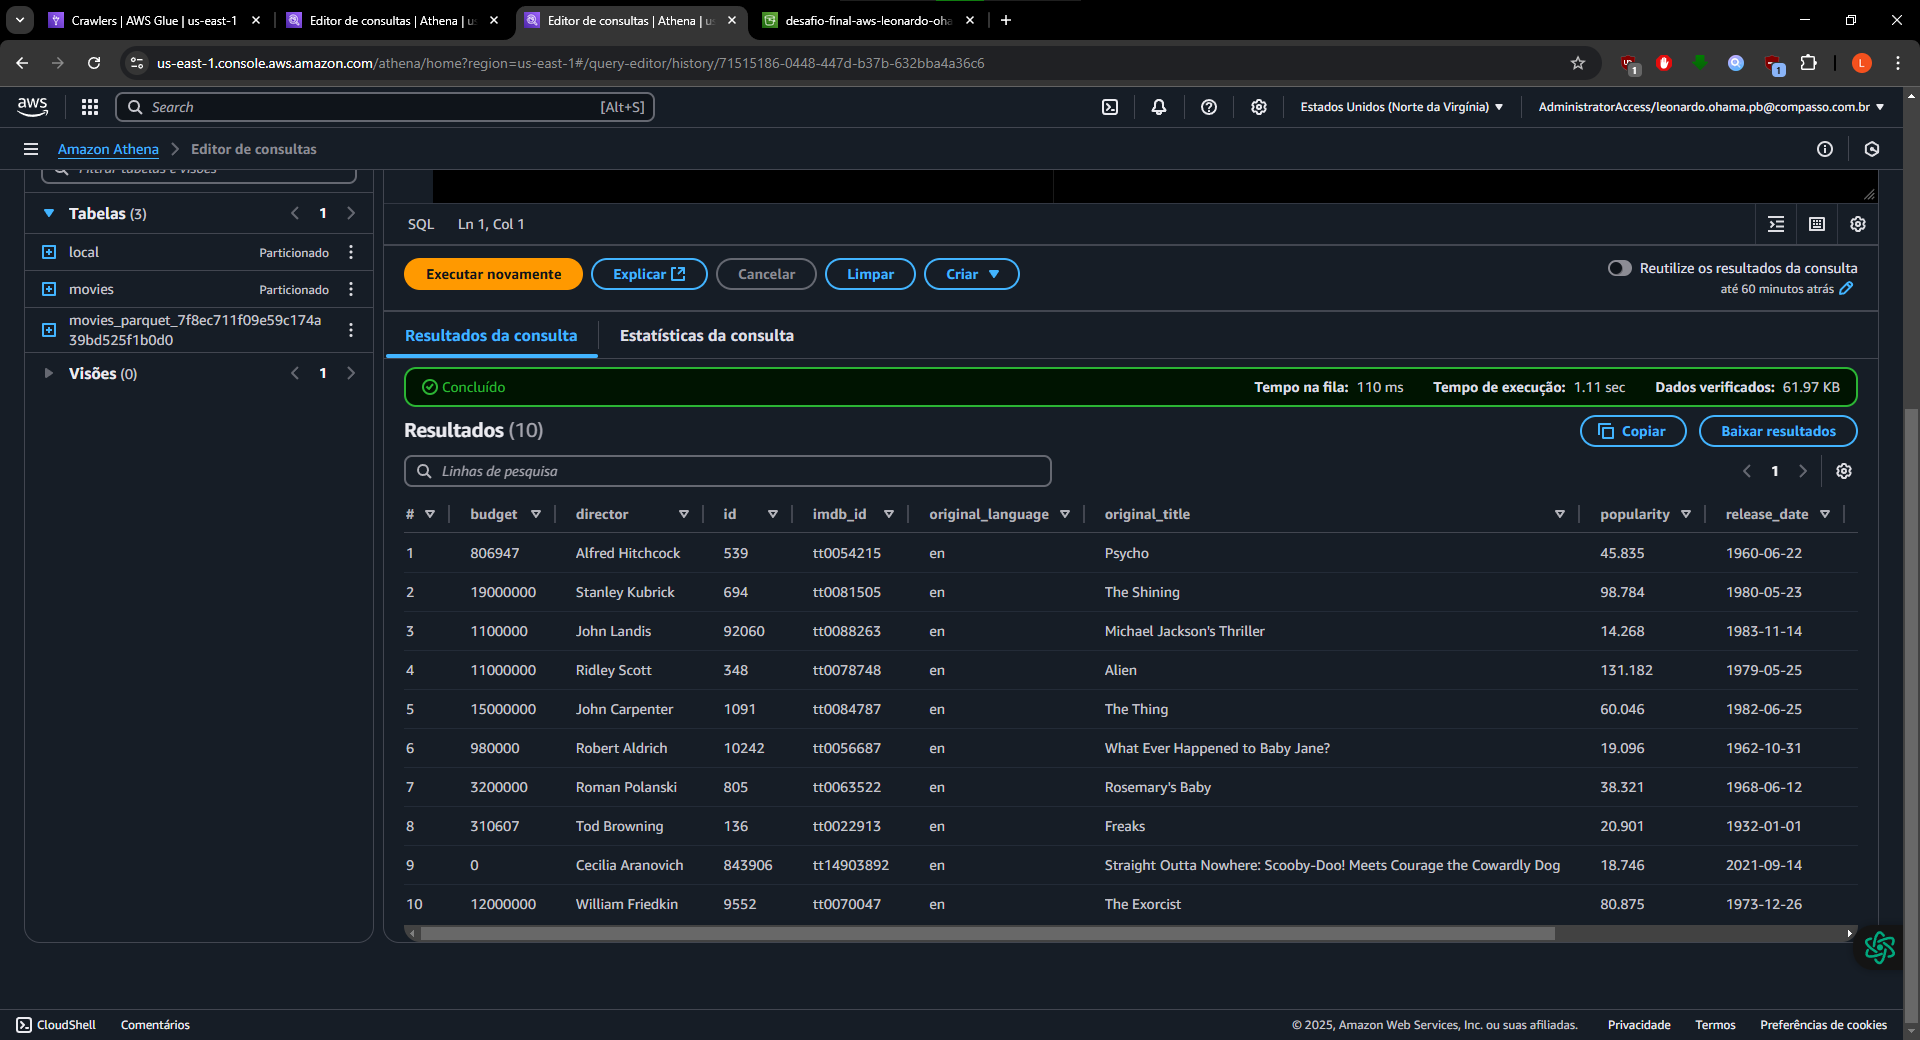 Crawlers | AWS Glue | us-east-1
Editor de consultas | Athena | us
Editor de consultas | Athena | us
desafio-final-aws-leonardo-oha
us-east-1.console.aws.amazon.com/athena/home?region=us-east-1#/query-editor/history/71515186-0448-447d-b37b-632bba4a36c6
1
1
L
aws
Search
[Alt+S]
Estados Unidos (Norte da Virgínia)
AdministratorAccess/leonardo.ohama.pb@compasso.com.br
Amazon Athena
Editor de consultas
Filtrar tabelas e visões
Tabelas (3)
1
local
Particionado
movies
Particionado
movies_parquet_7f8ec711f09e59c174a
39bd525f1b0d0
Visões (0)
1
SQL
Ln 1, Col 1
Executar novamente
Explicar
Cancelar
Limpar
Criar
Reutilize os resultados da consulta
até 60 minutos atrás
Resultados da consulta
Estatísticas da consulta
Concluído
Tempo na fila: 110 ms
Tempo de execução: 1.11 sec
Dados verificados: 61.97 KB
Resultados (10)
Copiar
Baixar resultados
Linhas de pesquisa
1
# budget director id imdb_id original_language original_title popularity release_date
1 806947 Alfred Hitchcock 539 tt0054215 en Psycho 45.835 1960-06-22
2 19000000 Stanley Kubrick 694 tt0081505 en The Shining 98.784 1980-05-23
3 1100000 John Landis 92060 tt0088263 en Michael Jackson's Thriller 14.268 1983-11-14
4 11000000 Ridley Scott 348 tt0078748 en Alien 131.182 1979-05-25
5 15000000 John Carpenter 1091 tt0084787 en The Thing 60.046 1982-06-25
6 980000 Robert Aldrich 10242 tt0056687 en What Ever Happened to Baby Jane? 19.096 1962-10-31
7 3200000 Roman Polanski 805 tt0063522 en Rosemary's Baby 38.321 1968-06-12
8 310607 Tod Browning 136 tt0022913 en Freaks 20.901 1932-01-01
9 0 Cecilia Aranovich 843906 tt14903892 en Straight Outta Nowhere: Scooby-Doo! Meets Courage the Cowardly Dog 18.746 2021-09-14
10 12000000 William Friedkin 9552 tt0070047 en The Exorcist 80.875 1973-12-26
CloudShell
Comentários
© 2025, Amazon Web Services, Inc. ou suas afiliadas.
Privacidade
Termos
Preferências de cookies